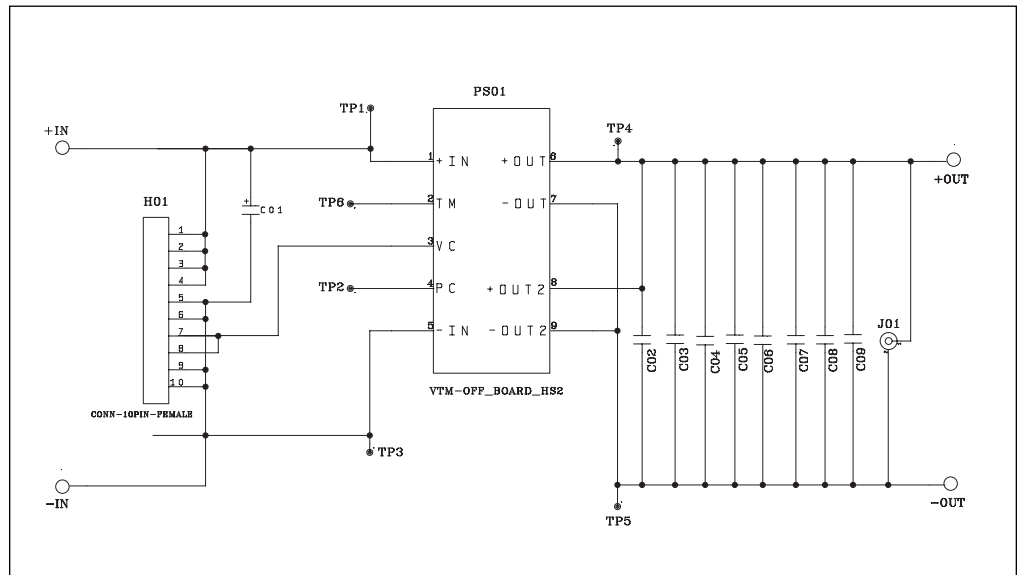 PS01
TP1
TP4
+IN
1
+IN
+OUT
6
+OUT
H01
+
C01
TP6
2
TM
-OUT
7
1
2
3
4
5
6
7
8
9
10
3
VC
TP2
4
PC
+OUT2
8
5
-IN
-OUT2
9
J01
C02
C03
C04
C05
C06
C07
C08
C09
VTM-OFF_BOARD_HS2
CONN-10PIN-FEMALE
TP3
-IN
-OUT
TP5